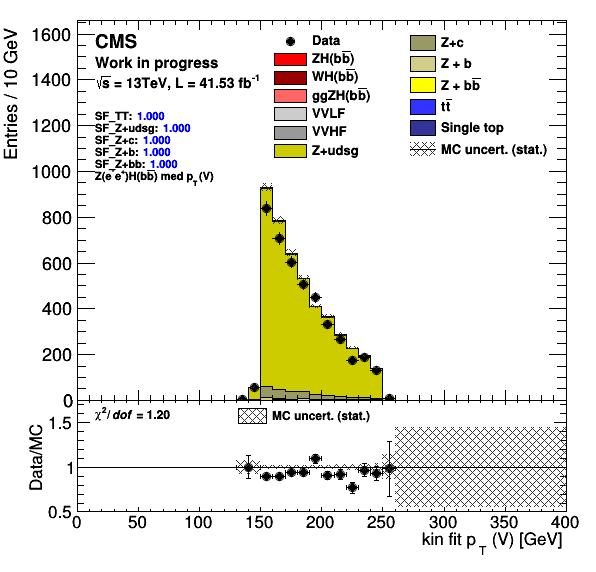 CMS
Work in progress
√s = 13TeV, L = 41.53 fb⁻¹
SF_TT: 1.000
SF_Z+udsg: 1.000
SF_Z+c: 1.000
SF_Z+b: 1.000
SF_Z+bb: 1.000
Z(e⁻e⁺)H(bb̅) med p_T(V)
Data
ZH(bb̅)
WH(bb̅)
ggZH(bb̅)
VVLF
VVHF
Z+udsg
Z+c
Z + b
Z + bb̅
tt̅
Single top
MC uncert. (stat.)
Entries / 10 GeV
1600
1400
1200
1000
800
600
400
200
0
χ²/dof = 1.20
MC uncert. (stat.)
Data/MC
1.5
1
0.5
0 50 100 150 200 250 300 350 400
kin fit p_T (V) [GeV]